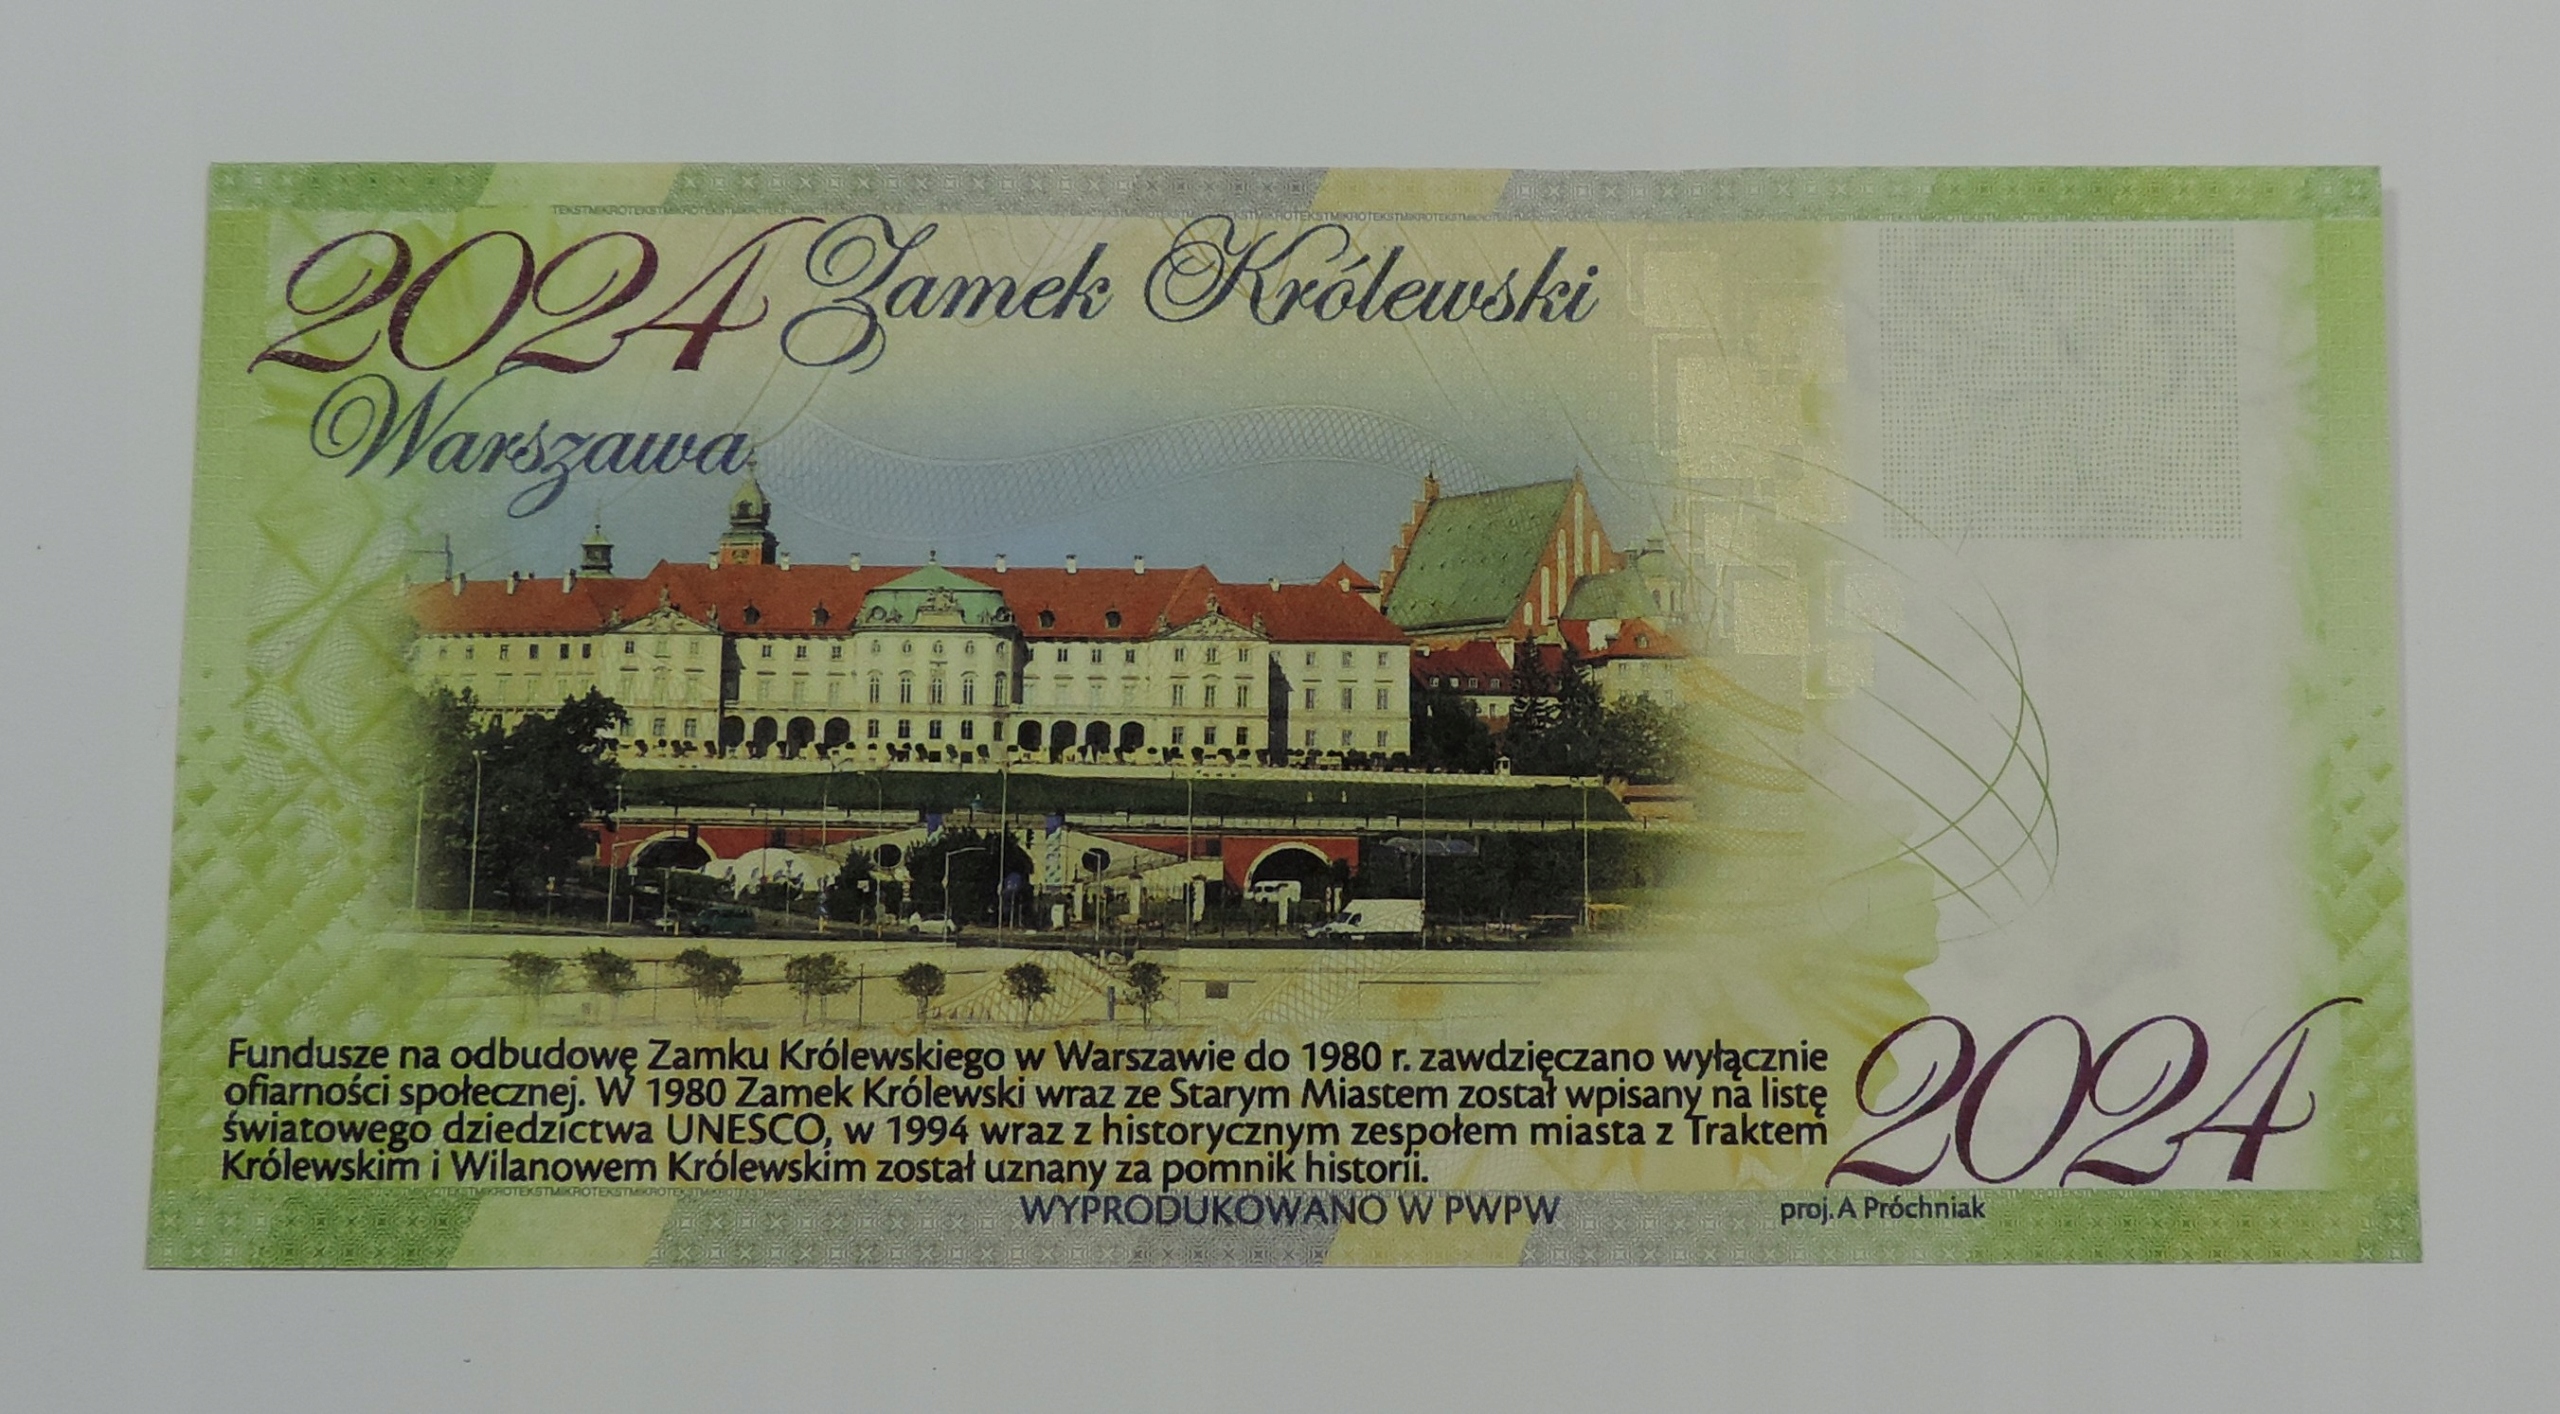 2024 Zamek Królewski
Warszawa
Fundusze na odbudowę Zamku Królewskiego w Warszawie do 1980 r. zawdzięczano wyłącznie
ofiarności społecznej. W 1980 Zamek Królewski wraz ze Starym Miastem został wpisany na listę
światowego dziedzictwa UNESCO, w 1994 wraz z historycznym zespołem miasta z Traktem
Królewskim i Wilanowem Królewskim został uznany za pomnik historii.
2024
WYPRODUKOWANO W PWPW
proj. A Próchniak